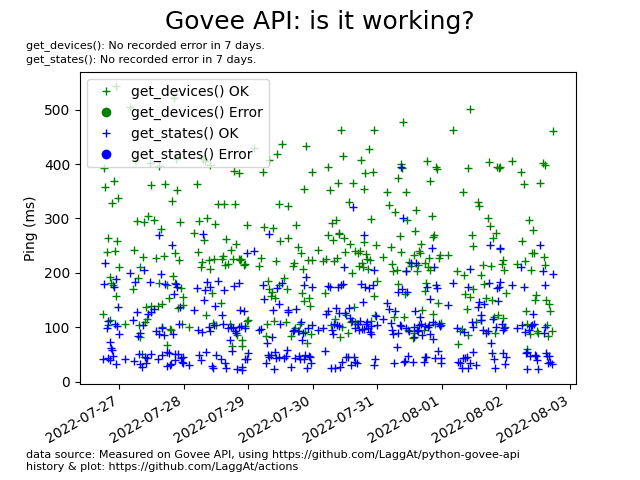 Govee API: is it working?
get_devices(): No recorded error in 7 days.
get_states(): No recorded error in 7 days.
get_devices() OK
get_devices() Error
get_states() OK
get_states() Error
Ping (ms)
500
400
300
200
100
0
2022-07-27
2022-07-28
2022-07-29
2022-07-30
2022-07-31
2022-08-01
2022-08-02
2022-08-03
data source: Measured on Govee API, using https://github.com/LaggAt/python-govee-api
history & plot: https://github.com/LaggAt/actions